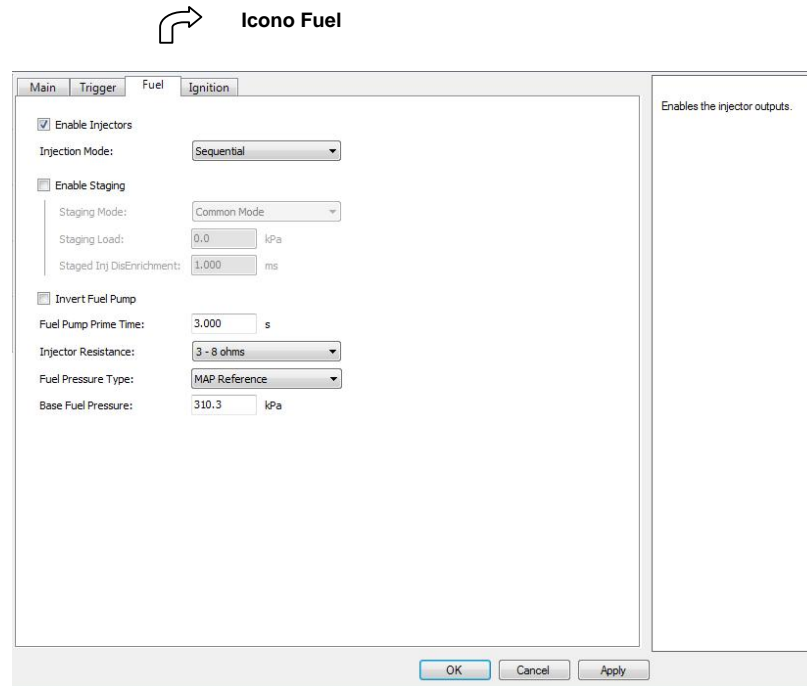 Icono Fuel
Main Trigger Fuel Ignition
Enables the injector outputs.
Enable Injectors
Injection Mode: Sequential
Enable Staging
Staging Mode: Common Mode
Staging Load: 0.0 kPa
Staged Inj DisEnrichment: 1.000 ms
Invert Fuel Pump
Fuel Pump Prime Time: 3.000 s
Injector Resistance: 3 - 8 ohms
Fuel Pressure Type: MAP Reference
Base Fuel Pressure: 310.3 kPa
OK Cancel Apply